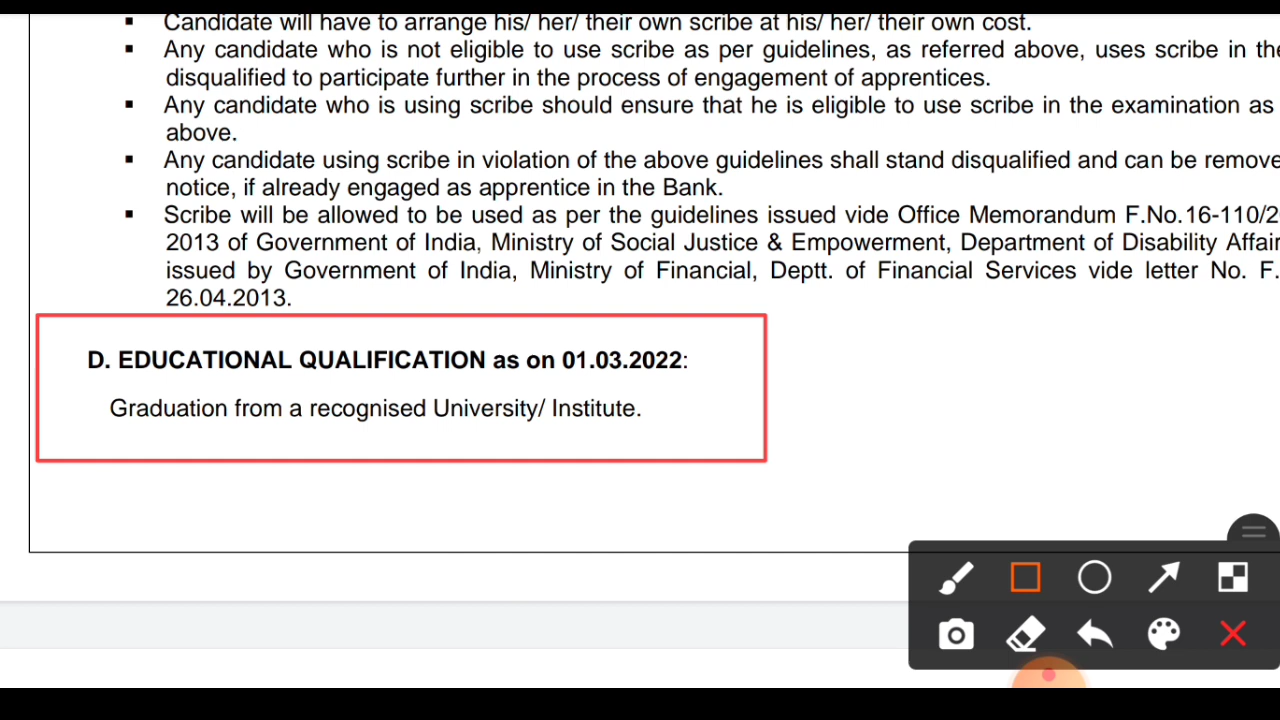 ▪ Candidate will have to arrange his/ her/ their own scribe at his/ her/ their own cost.
▪ Any candidate who is not eligible to use scribe as per guidelines, as referred above, uses scribe in
disqualified to participate further in the process of engagement of apprentices.
▪ Any candidate who is using scribe should ensure that he is eligible to use scribe in the examination as
above.
▪ Any candidate using scribe in violation of the above guidelines shall stand disqualified and can be
notice, if already engaged as apprentice in the Bank.
▪ Scribe will be allowed to be used as per the guidelines issued vide Office Memorandum F.No.16-110/2
2013 of Government of India, Ministry of Social Justice & Empowerment, Department of Disability
issued by Government of India, Ministry of Financial, Deptt. of Financial Services vide letter No. F.
26.04.2013.
D. EDUCATIONAL QUALIFICATION as on 01.03.2022:
Graduation from a recognised University/ Institute.